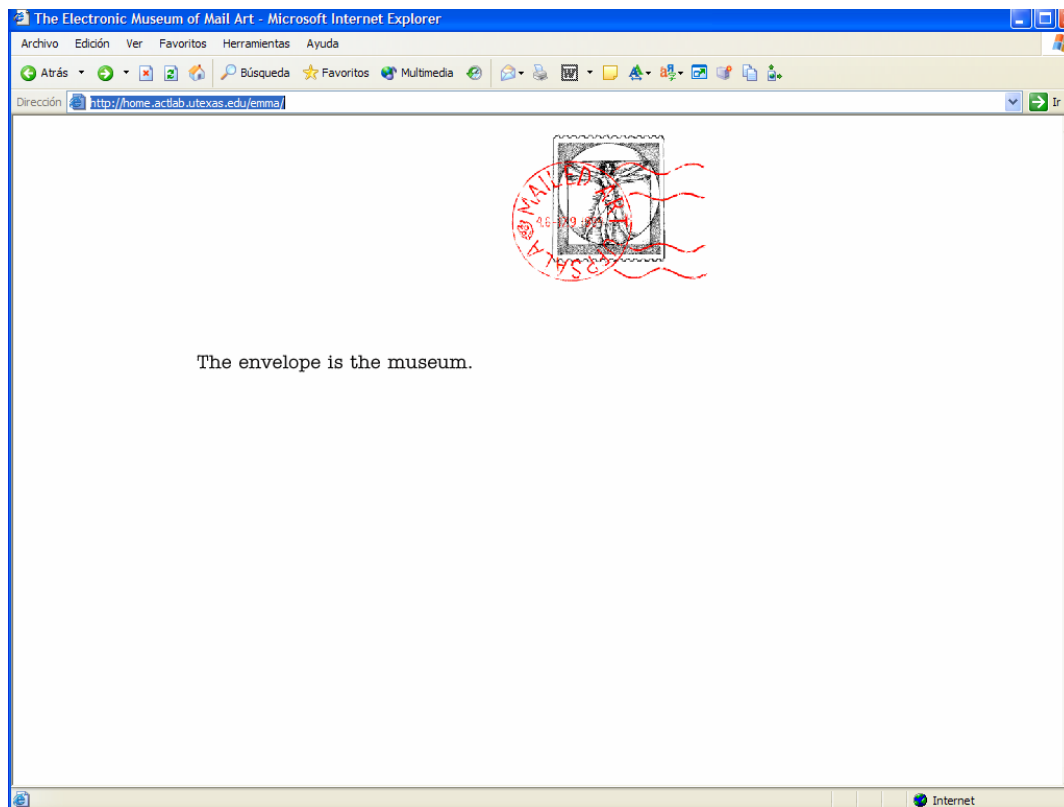 The Electronic Museum of Mail Art - Microsoft Internet Explorer
Archivo Edición Ver Favoritos Herramientas Ayuda
Atrás Búsqueda Favoritos Multimedia
Dirección http://home.actlab.utexas.edu/emma/ Ir
MAILED ART
The envelope is the museum.
Internet